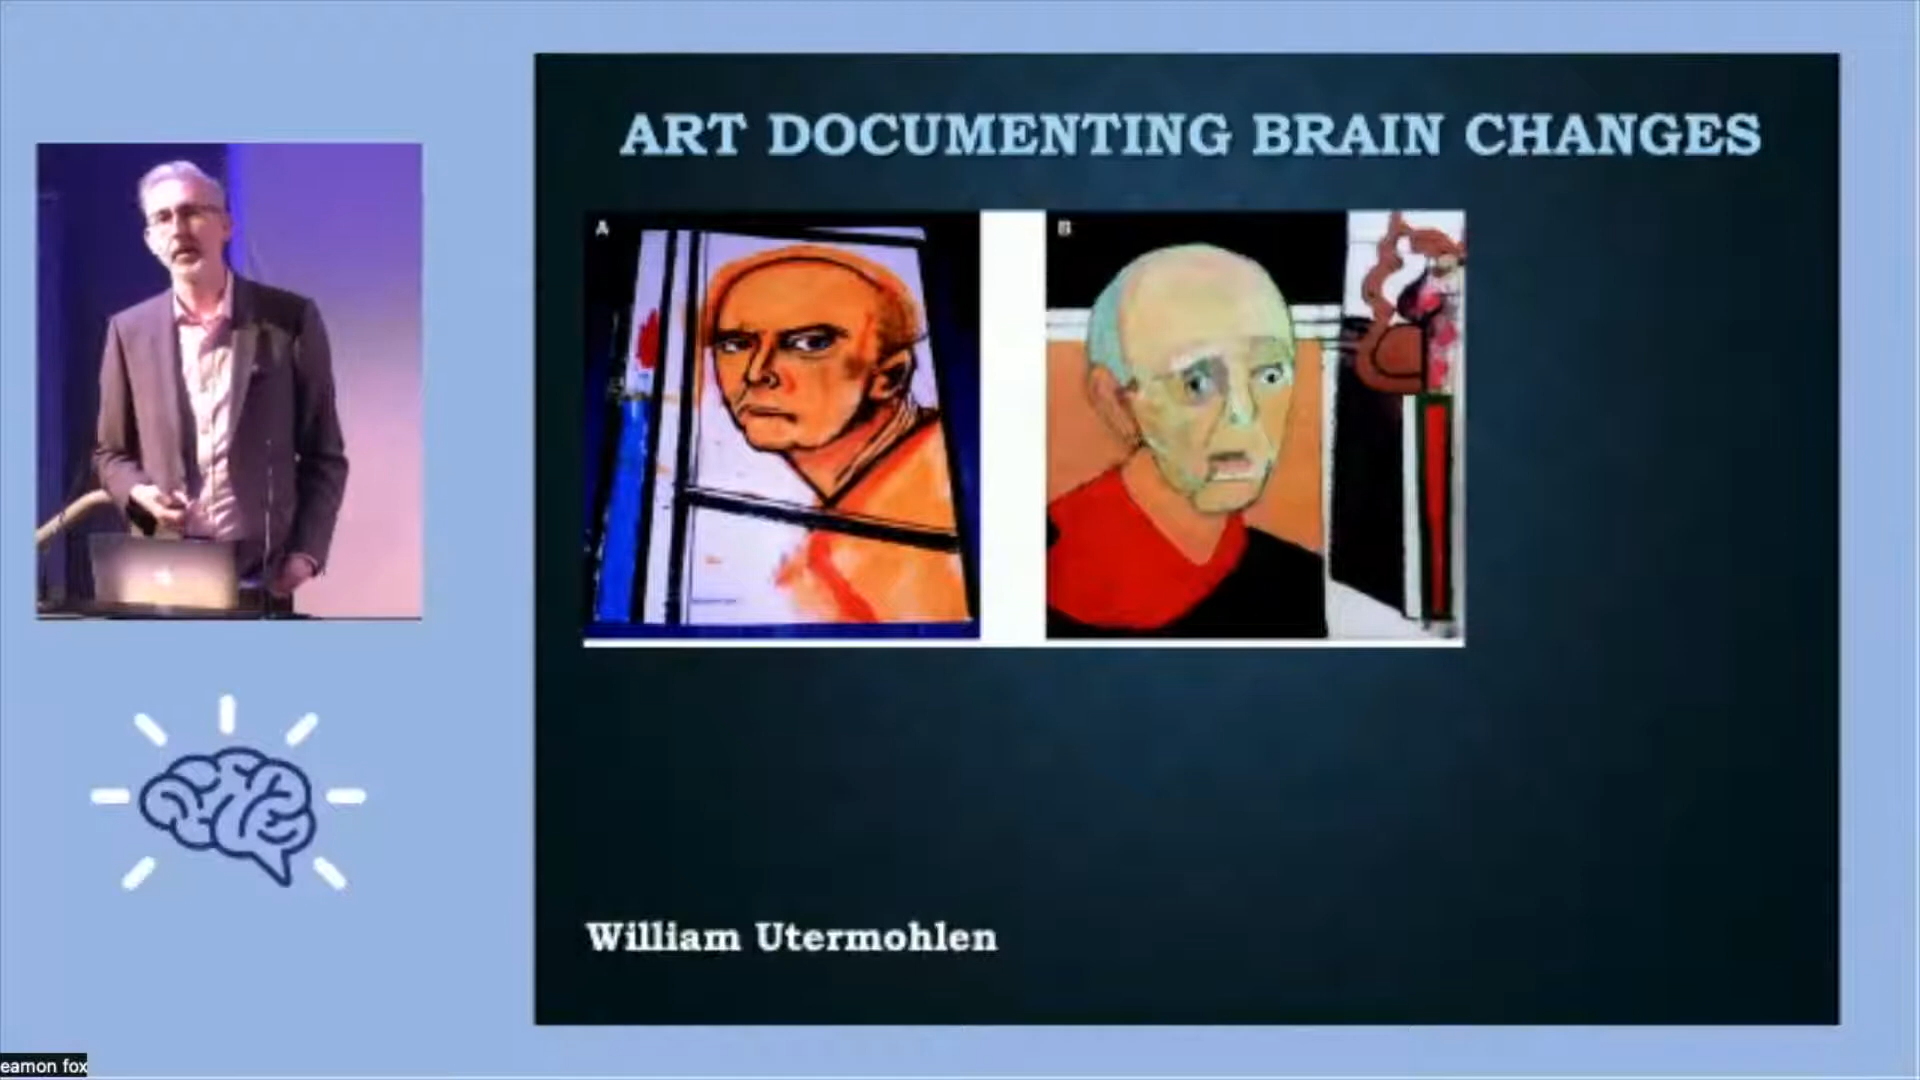 ART DOCUMENTING BRAIN CHANGES
A
B
William Utermohlen
eamon fox